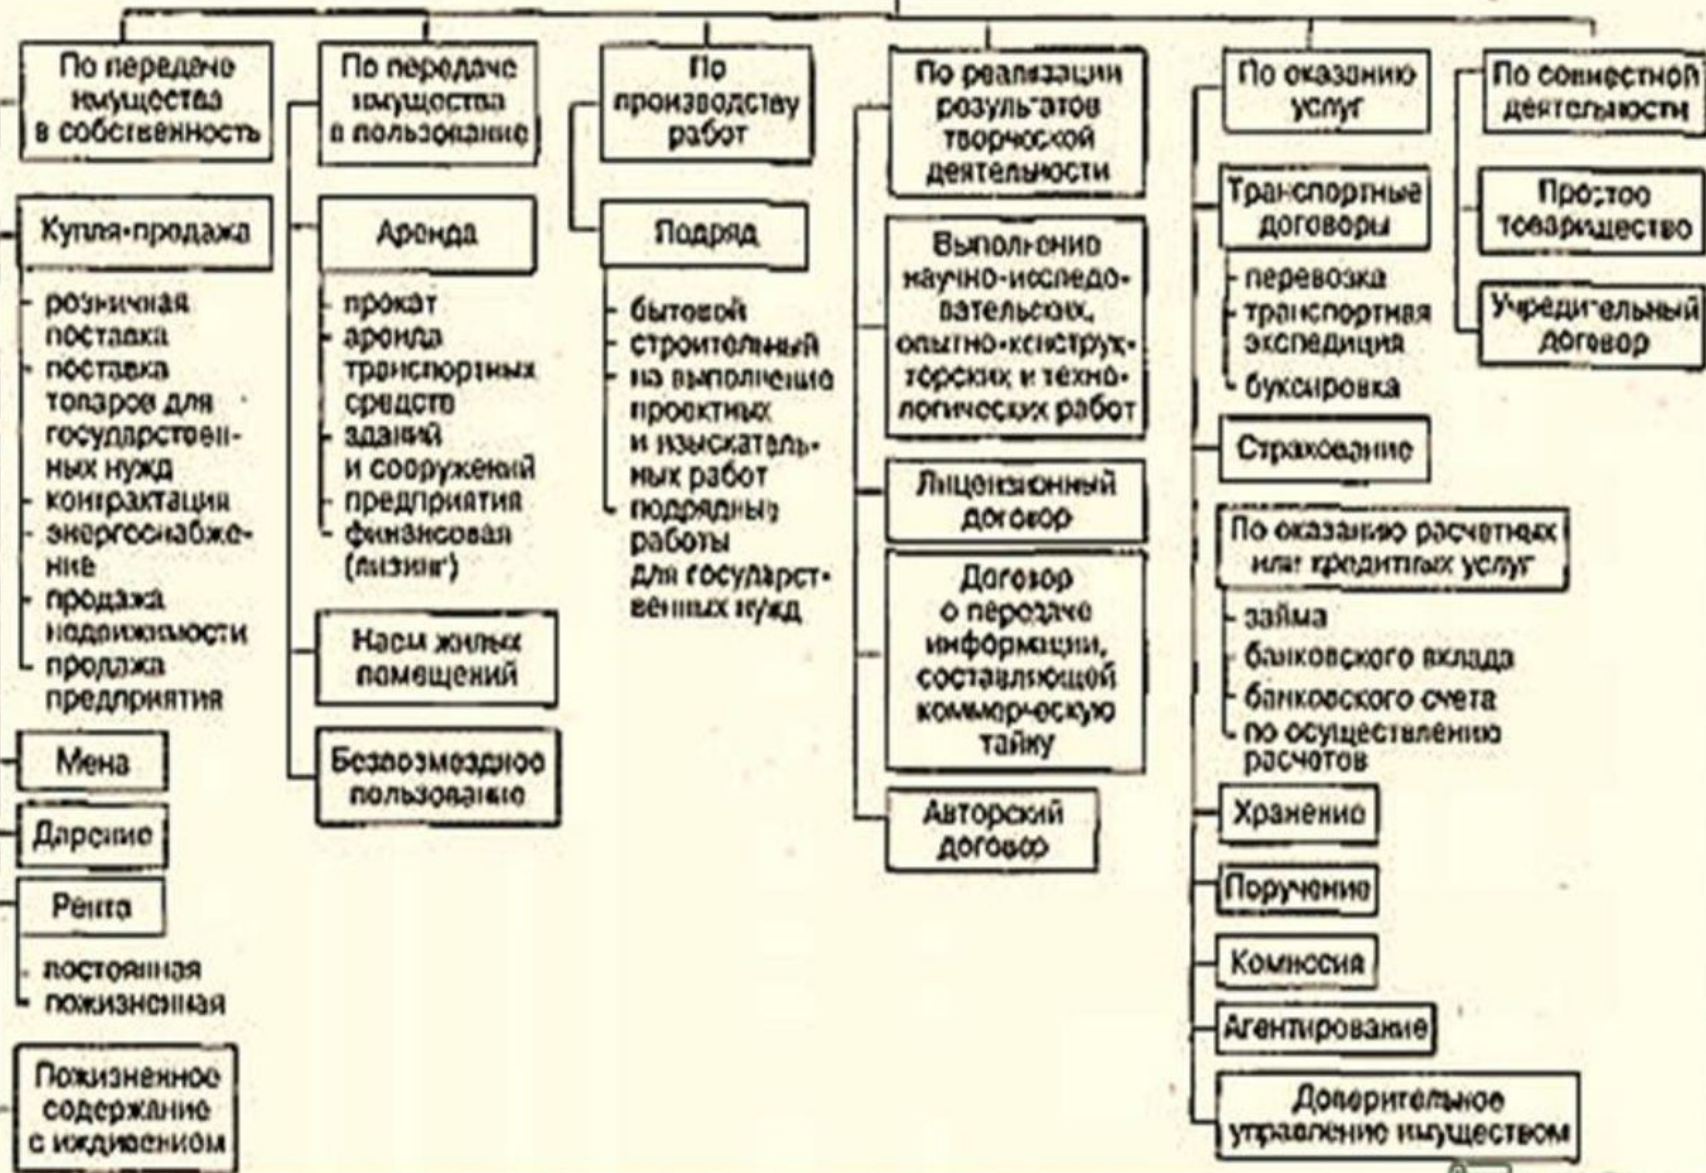 По передаче
имущества
в собственность
Купля-продажа
розничная
поставка
поставка
товаров для
государствен-
ных нужд
контрактация
энергоснабже-
ние
продажа
недвижимости
продажа
предприятия
Мена
Дарение
Рента
постоянная
пожизненная
Пожизненное
содержание
с иждивением
По передаче
имущества
в пользование
Аренда
прокат
аренда
транспортных
средств
зданий
и сооружений
предприятия
финансовая
(лизинг)
Наем жилых
помещений
Безвозмездное
пользование
По
производству
работ
Подряд
бытовой
строительный
на выполнение
проектных
и изыскатель-
ных работ
подрядные
работы
для государст-
венных нужд
По реализации
результатов
творческой
деятельности
Выполнение
научно-исследо-
вательских,
опытно-конструк-
торских и техно-
логических работ
Лицензионный
договор
Договор
о передаче
информации,
составляющей
коммерческую
тайну
Авторский
договор
По оказанию
услуг
Транспортные
договоры
перевозка
транспортная
экспедиция
буксировка
Страхование
По оказанию расчетных
или кредитных услуг
займа
банковского вклада
банковского счета
по осуществлению
расчетов
Хранение
Поручение
Комиссия
Агентирование
Доверительное
управление имуществом
По совместной
деятельности
Простое
товарищество
Учредительный
договор